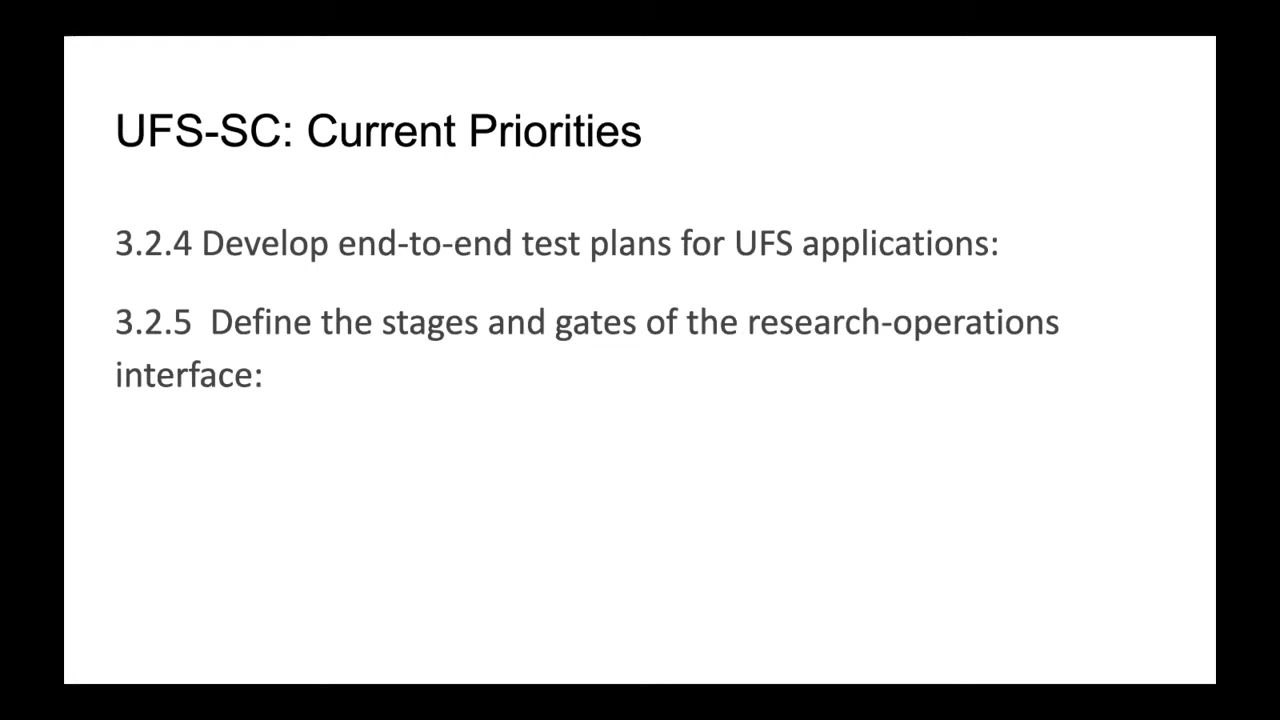 UFS-SC: Current Priorities
3.2.4 Develop end-to-end test plans for UFS applications:
3.2.5  Define the stages and gates of the research-operations
interface: